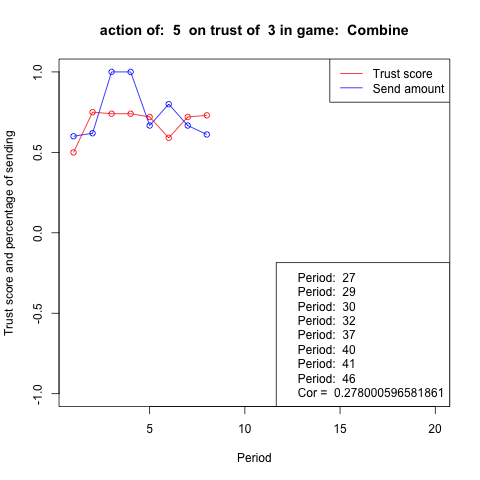 action of:  5  on trust of  3 in game:  Combine
Trust score
Send amount
Trust score and percentage of sending
1.0
0.5
0.0
-0.5
-1.0
Period:  27
Period:  29
Period:  30
Period:  32
Period:  37
Period:  40
Period:  41
Period:  46
Cor =  0.278000596581861
5
10
15
20
Period